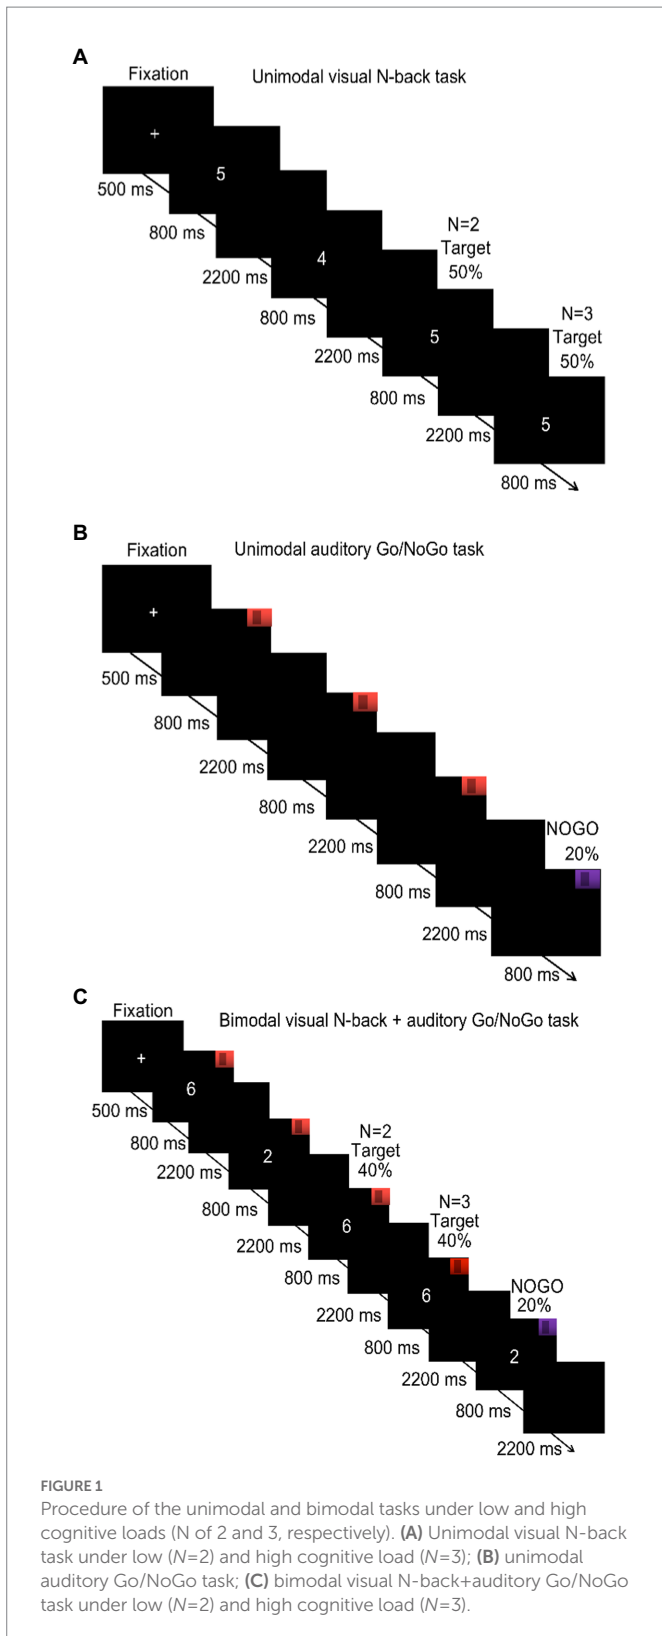 A
Fixation
Unimodal visual N-back task
+
5
500 ms
800 ms
N=2
Target
50%
4
2200 ms
800 ms
N=3
Target
50%
5
2200 ms
800 ms
5
2200 ms
800 ms
B
Fixation
Unimodal auditory Go/NoGo task
+
500 ms
800 ms
2200 ms
800 ms
NOGO
20%
2200 ms
800 ms
2200 ms
800 ms
C
Fixation
Bimodal visual N-back + auditory Go/NoGo task
+
6
500 ms
800 ms
2
N=2
Target
40%
2200 ms
800 ms
6
N=3
Target
40%
2200 ms
800 ms
6
NOGO
20%
2200 ms
800 ms
2
2200 ms
800 ms
2200 ms
FIGURE 1
Procedure of the unimodal and bimodal tasks under low and high
cognitive loads (N of 2 and 3, respectively). (A) Unimodal visual N-back
task under low (N=2) and high cognitive load (N=3); (B) unimodal
auditory Go/NoGo task; (C) bimodal visual N-back+auditory Go/NoGo
task under low (N=2) and high cognitive load (N=3).